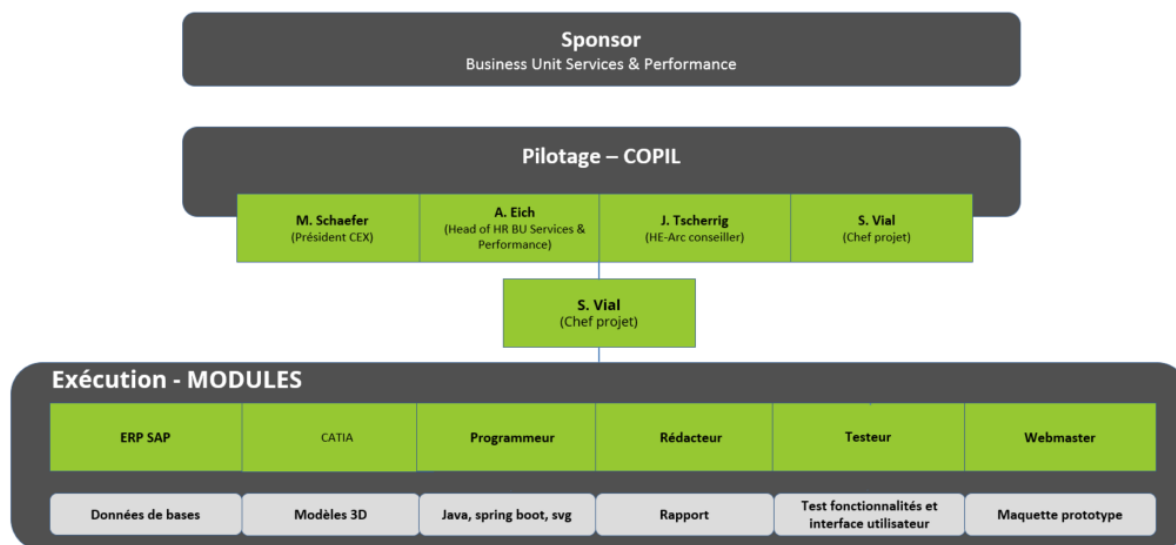 Sponsor
Business Unit Services & Performance
Pilotage – COPIL
M. Schaefer
(Président CEX)
A. Eich
(Head of HR BU Services &
Performance)
J. Tscherrig
(HE-Arc conseiller)
S. Vial
(Chef projet)
S. Vial
(Chef projet)
Exécution - MODULES
ERP SAP
CATIA
Programmeur
Rédacteur
Testeur
Webmaster
Données de bases
Modèles 3D
Java, spring boot, svg
Rapport
Test fonctionnalités et
interface utilisateur
Maquette prototype